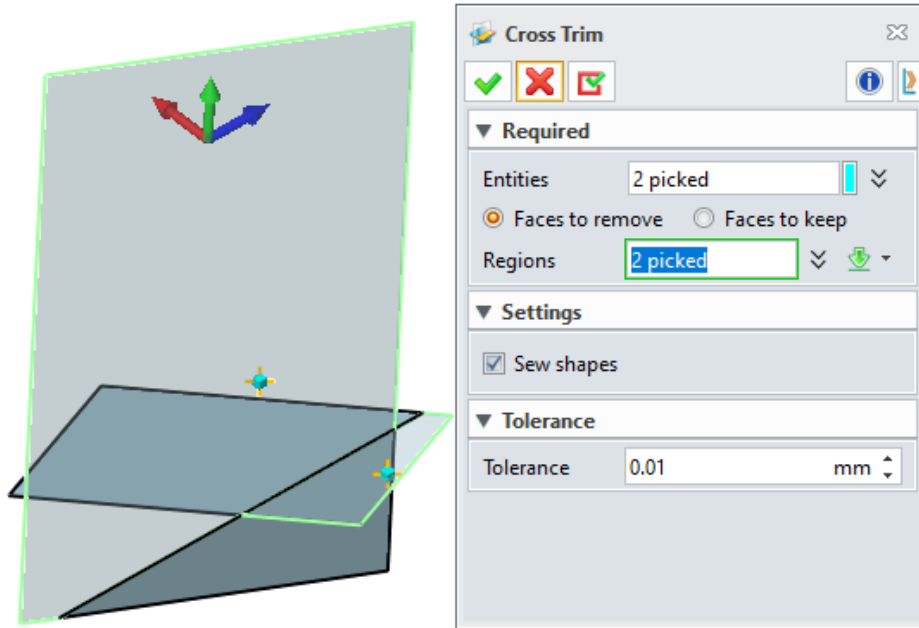 Cross Trim
Required
Entities 2 picked
Faces to remove Faces to keep
Regions 2 picked
Settings
Sew shapes
Tolerance
Tolerance 0.01 mm